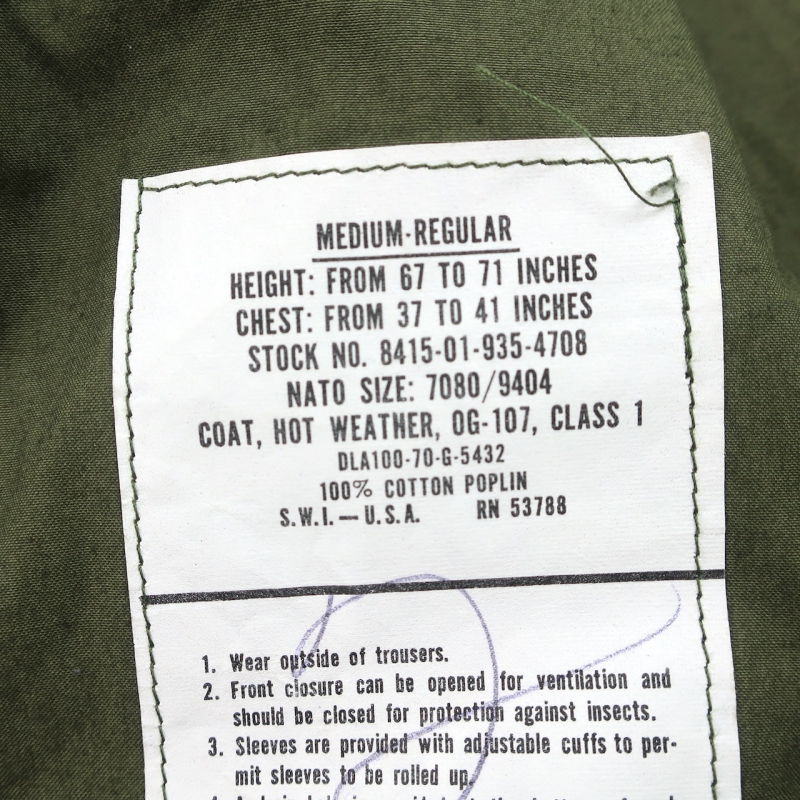 MEDIUM-REGULAR
HEIGHT: FROM 67 TO 71 INCHES
CHEST: FROM 37 TO 41 INCHES
STOCK NO. 8415-01-935-4708
NATO SIZE: 7080/9404
COAT, HOT WEATHER, OG-107, CLASS 1
DLA100-70-G-5432
100% COTTON POPLIN
S.W.I.—U.S.A. RN 53788
1. Wear outside of trousers.
2. Front closure can be opened for ventilation and
should be closed for protection against insects.
3. Sleeves are provided with adjustable cuffs to per-
mit sleeves to be rolled up.